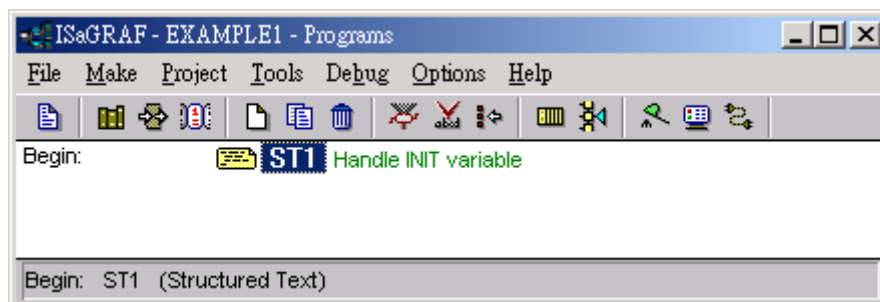 ISaGRAF - EXAMPLE1 - Programs
File Make Project Tools Debug Options Help
Begin: ST1 Handle INIT variable
Begin: ST1 (Structured Text)